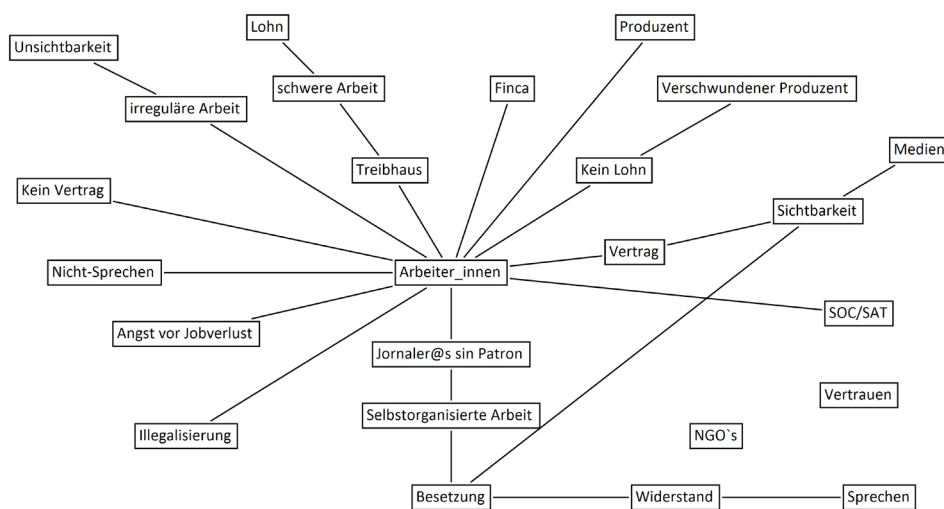 Lohn
Produzent
Unsichtbarkeit
schwere Arbeit
Finca
Verschwundener Produzent
irreguläre Arbeit
Medien
Treibhaus
Kein Lohn
Kein Vertrag
Sichtbarkeit
Vertrag
Nicht-Sprechen
Arbeiter_innen
SOC/SAT
Angst vor Jobverlust
Jornaler@s sin Patron
Vertrauen
Selbstorganisierte Arbeit
Illegalisierung
NGO`s
Besetzung
Widerstand
Sprechen